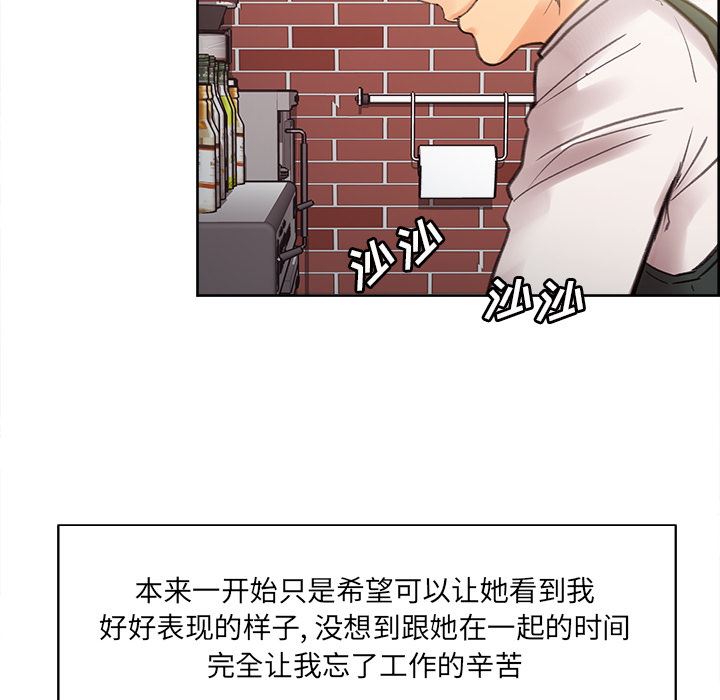 沙沙
沙沙
本来一开始只是希望可以让她看到我
好好表现的样子, 没想到跟她在一起的时间
完全让我忘了工作的辛苦